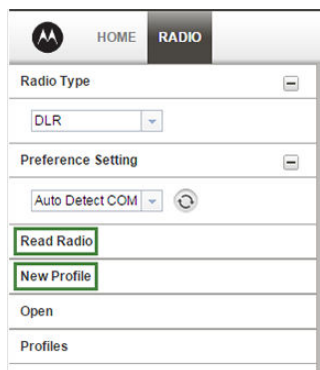 HOME RADIO
Radio Type
DLR
Preference Setting
Auto Detect COM
Read Radio
New Profile
Open
Profiles